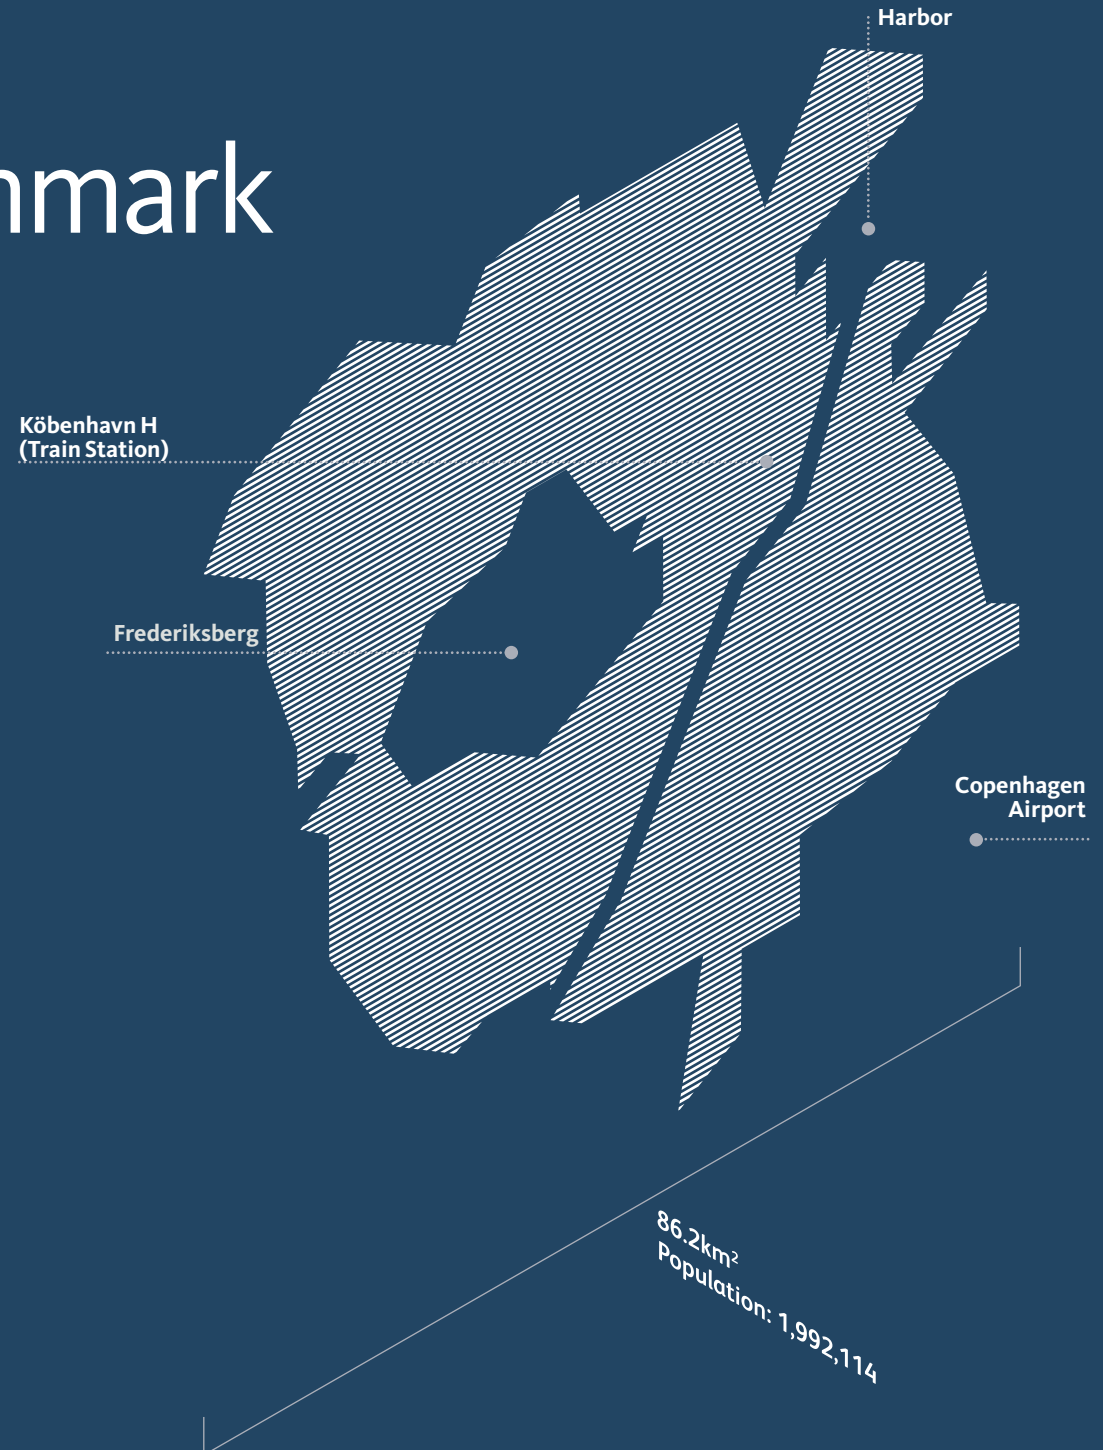 Harbor
nmark
Köbenhavn H
(Train Station)
Frederiksberg
Copenhagen
Airport
86.2km²
Population: 1,992,114